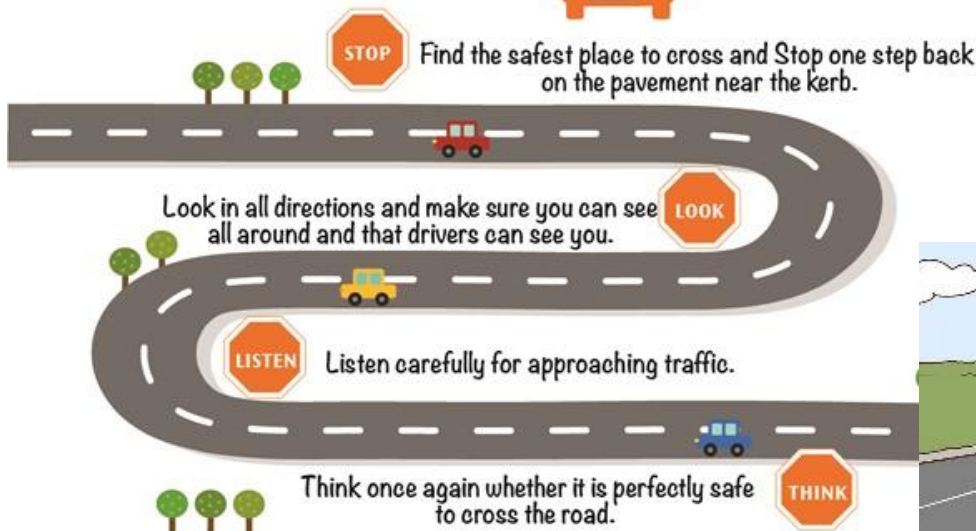 STOP
Find the safest place to cross and Stop one step back
on the pavement near the kerb.
Look in all directions and make sure you can see
all around and that drivers can see you.
LOOK
LISTEN
Listen carefully for approaching traffic.
Think once again whether it is perfectly safe
to cross the road.
THINK